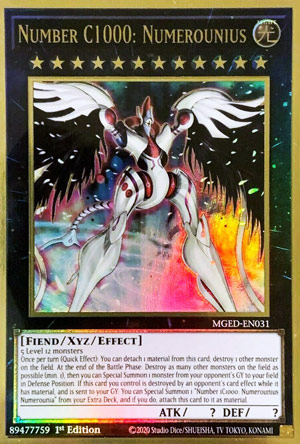 NUMBER C1000: NUMEROUNIUS
LIGHT
光
MGED-EN031
[FIEND/XYZ/EFFECT]
5 Level 12 monsters
Once per turn (Quick Effect): You can detach 1 material from this card; destroy 1 other monster
on the field. At the end of the Battle Phase: Destroy as many other monsters on the field as
possible (min. 1), then you can Special Summon 1 monster from your opponent's GY to your field
in Defense Position. If this card you control is destroyed by an opponent's card effect while it
has material, and is sent to your GY: You can Special Summon 1 "Number iC1000: Numerounius
Numerounia" from your Extra Deck, and if you do, attach this card to it as material.
ATK/ ? DEF/ ?
89477759 1st Edition
©2020 Studio Dice/SHUEISHA, TV TOKYO, KONAMI